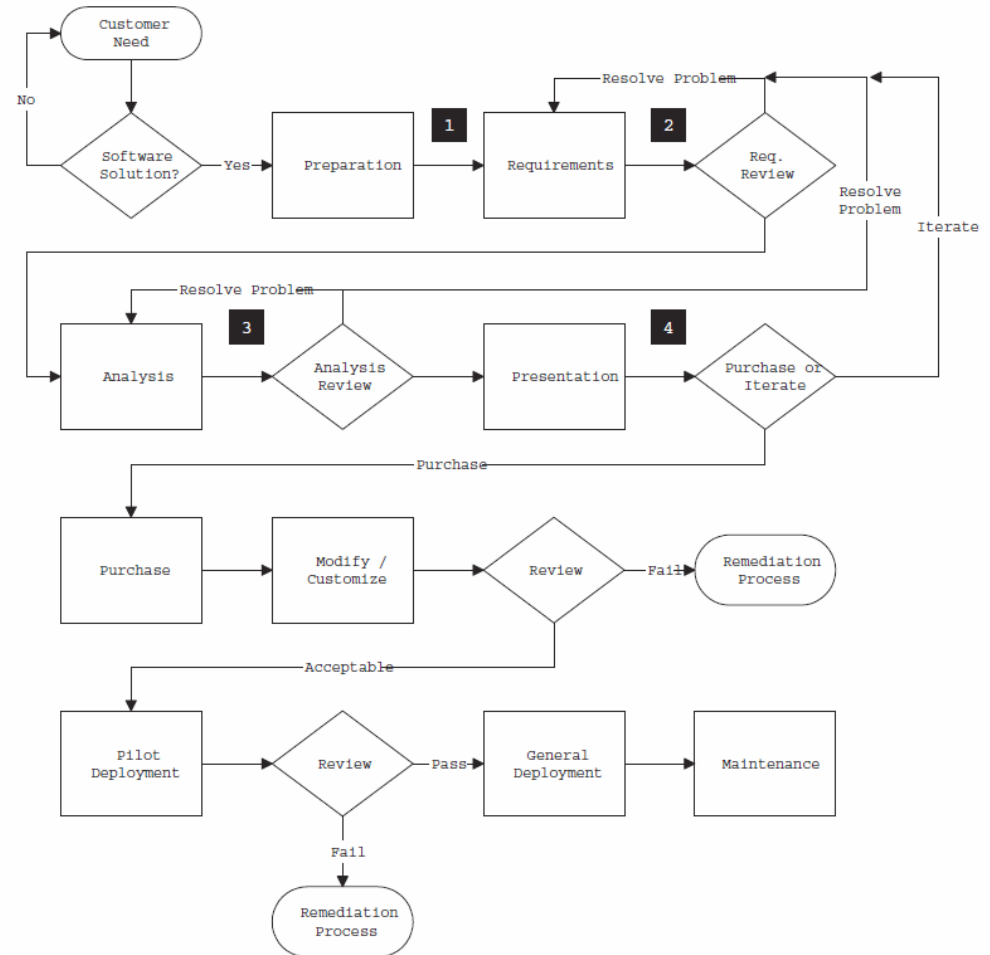 Customer
Need
No
Software
Solution?
Yes
Preparation
1
Requirements
2
Resolve Problem
Req.
Review
Resolve
Problem
Iterate
Resolve Problem
Analysis
3
Analysis
Review
Presentation
4
Purchase or
Iterate
Purchase
Purchase
Modify /
Customize
Review
Fail
Remediation
Process
Acceptable
Pilot
Deployment
Review
Pass
General
Deployment
Maintenance
Fail
Remediation
Process